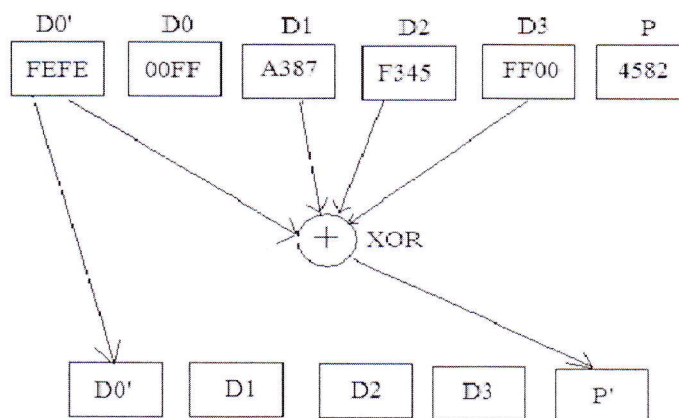 D0' D0 D1 D2 D3 P
FEFE 00FF A387 F345 FF00 4582
+ XOR
D0' D1 D2 D3 P'